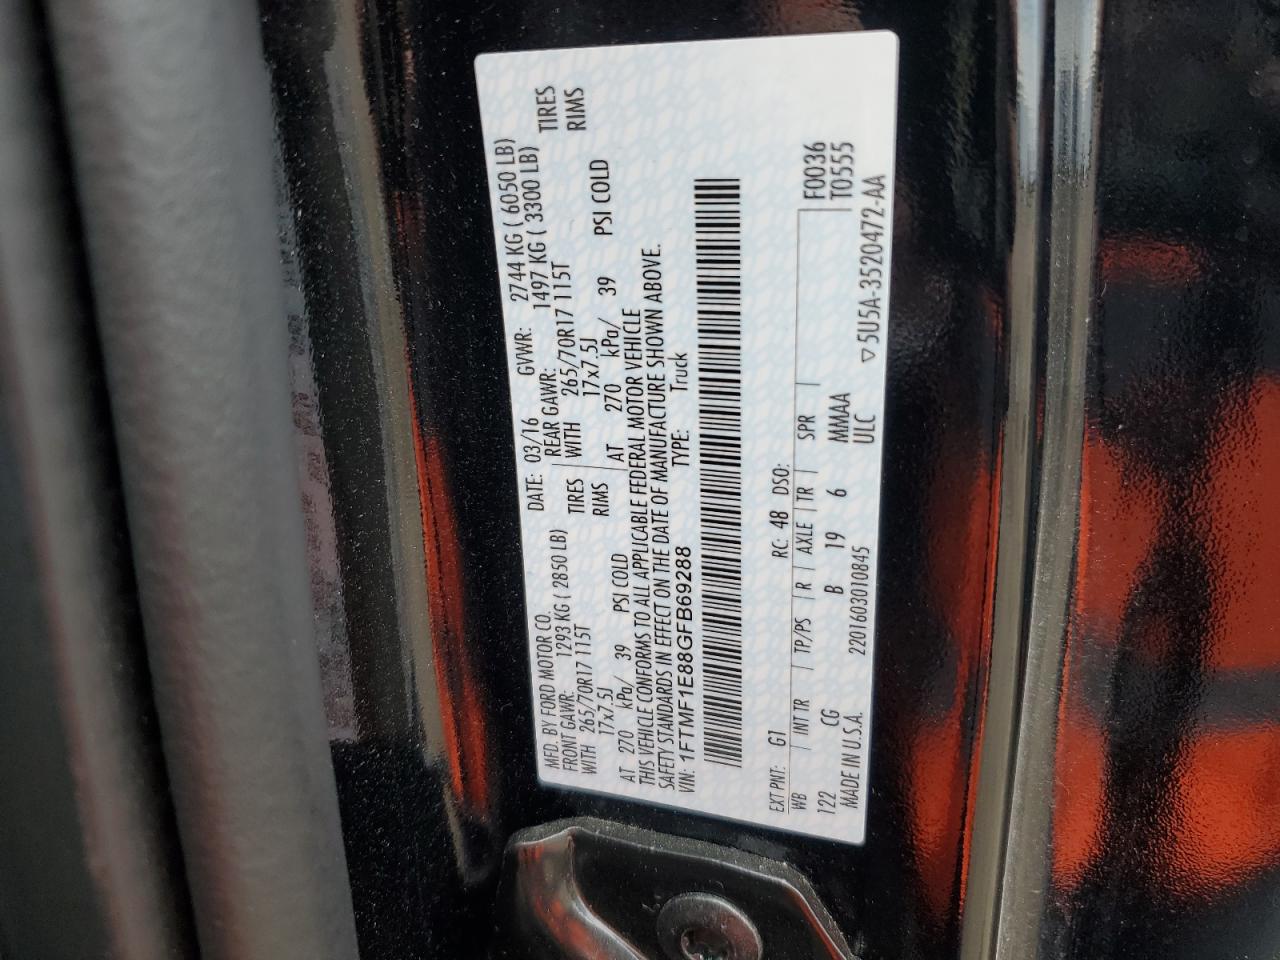 MFD. BY FORD MOTOR CO. DATE: 03/16 GVWR: 2744 KG ( 6050 LB)
FRONT GAWR: 1293 KG ( 2850 LB) REAR GAWR: 1497 KG ( 3300 LB)
WITH 265/70R17 115T TIRES WITH 265/70R17 115T TIRES
17x7.5J RIMS 17x7.5J RIMS
AT 270 kPa/ 39 PSI COLD AT 270 kPa/ 39 PSI COLD
THIS VEHICLE CONFORMS TO ALL APPLICABLE FEDERAL MOTOR VEHICLE
SAFETY STANDARDS IN EFFECT ON THE DATE OF MANUFACTURE SHOWN ABOVE.
VIN: 1FTMF1E88GFB69288 TYPE: Truck
EXT PNT: G1 RC: 48 DSO:
WB INT TR TP/PS R AXLE TR SPR F0036
122 CG B 19 6 MMAA T0555
MADE IN U.S.A. 220160301084​5 ULC ▽5U5A-3520472-AA